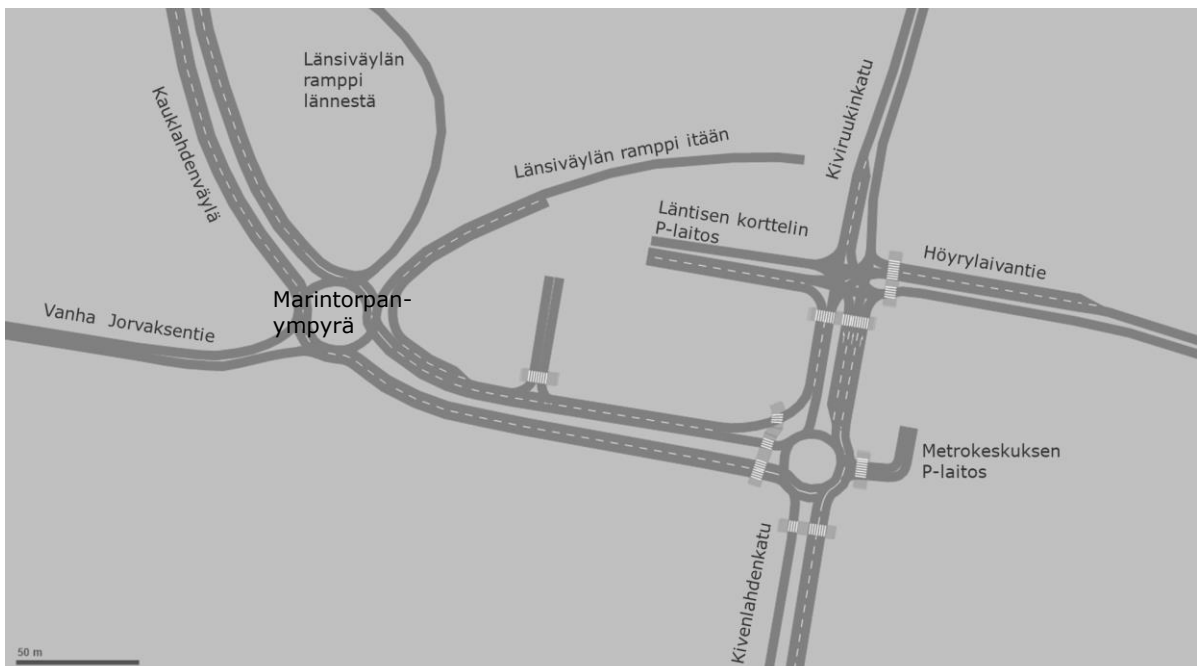 Länsiväylän
ramppi
lännestä
Kauklahdenväylä
Länsiväylän ramppi itään
Kiviruukinkatu
Läntisen korttelin
P-laitos
Höyrylaivantie
Vanha Jorvaksentie
Marintorpan-
ympyrä
Metrokeskuksen
P-laitos
Kivenlahdenkatu
50 m